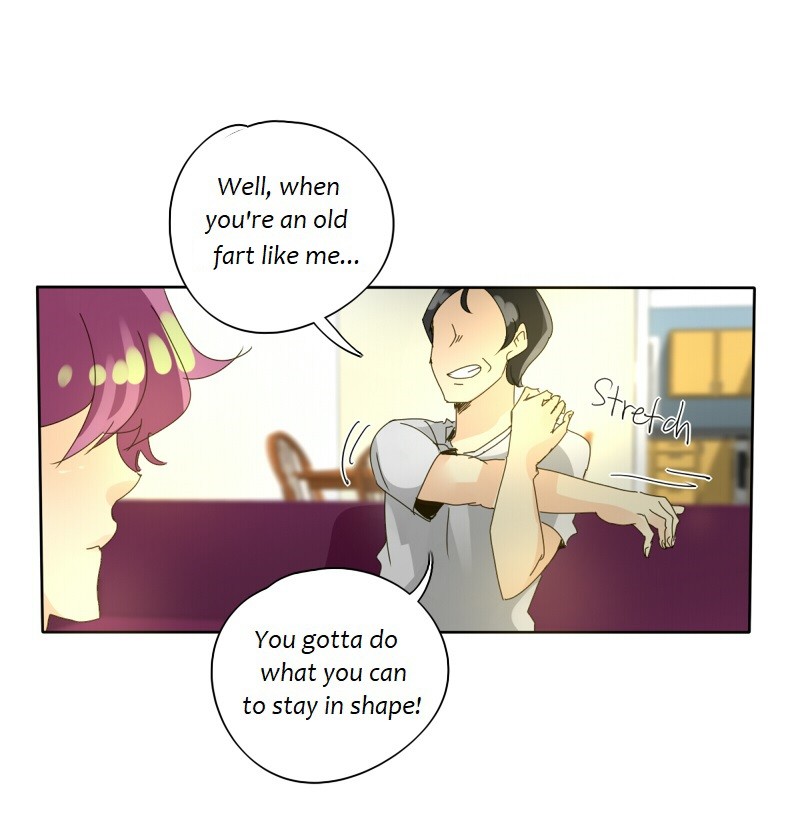 Well, when
you're an old
fart like me...
Stretch
You gotta do
what you can
to stay in shape!